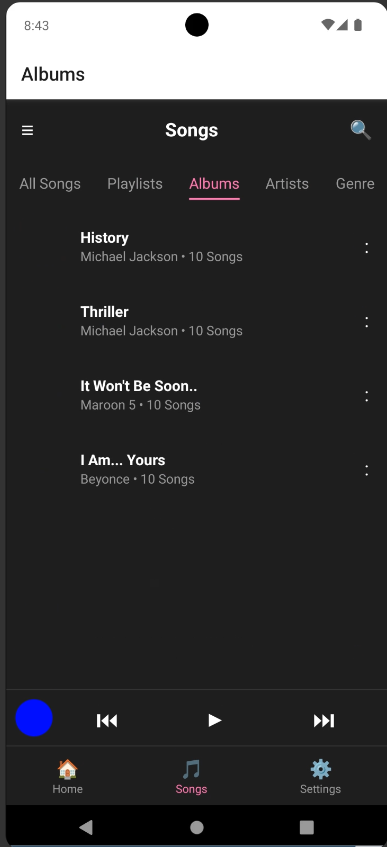 8:43
Albums
Songs
All Songs Playlists Albums Artists Genre
History
Michael Jackson • 10 Songs
Thriller
Michael Jackson • 10 Songs
It Won't Be Soon..
Maroon 5 • 10 Songs
I Am... Yours
Beyonce • 10 Songs
Home Songs Settings